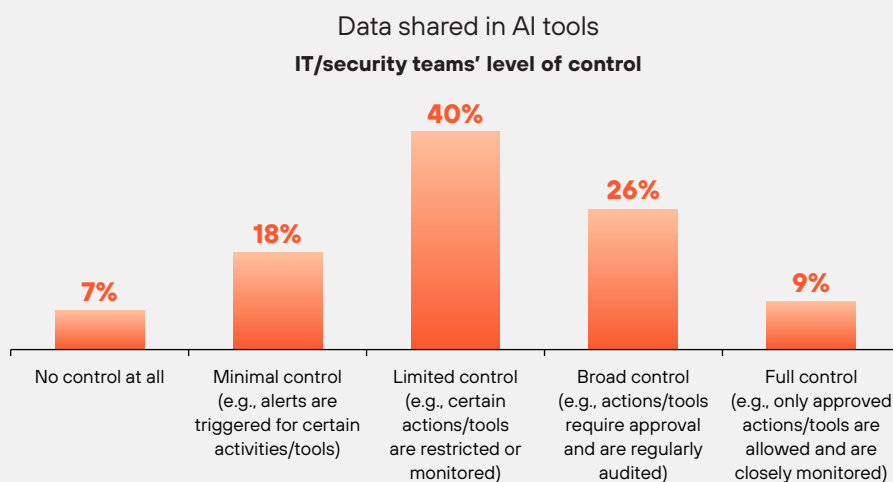 Data shared in AI tools
IT/security teams’ level of control
40%
26%
18%
9%
7%
No control at all
Minimal control
(e.g., alerts are
triggered for certain
activities/tools)
Limited control
(e.g., certain
actions/tools
are restricted or
monitored)
Broad control
(e.g., actions/tools
require approval
and are regularly
audited)
Full control
(e.g., only approved
actions/tools are
allowed and are
closely monitored)